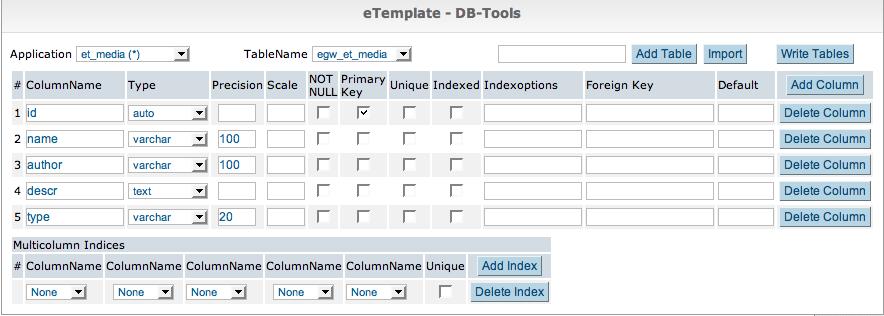 eTemplate - DB-Tools
Application et_media (*) TableName egw_et_media Add Table Import Write Tables
# ColumnName Type Precision Scale NOT NULL Primary Key Unique Indexed Indexoptions Foreign Key Default Add Column
1 id auto Delete Column
2 name varchar 100 Delete Column
3 author varchar 100 Delete Column
4 descr text Delete Column
5 type varchar 20 Delete Column
Multicolumn Indices
# ColumnName ColumnName ColumnName ColumnName ColumnName Unique Add Index
None None None None None Delete Index